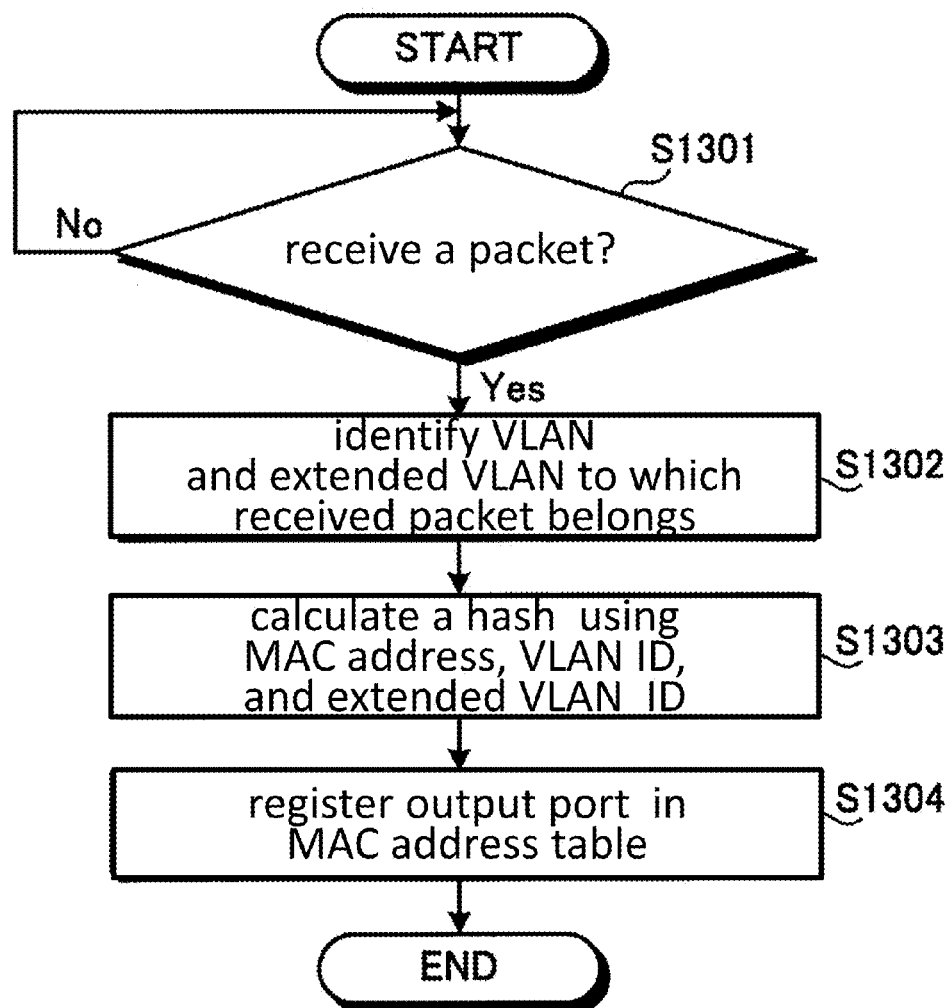 START
S1301
No
receive a packet?
Yes
identify VLAN
and extended VLAN to which
received packet belongs
S1302
calculate a hash using
MAC address, VLAN ID,
and extended VLAN ID
S1303
register output port in
MAC address table
S1304
END